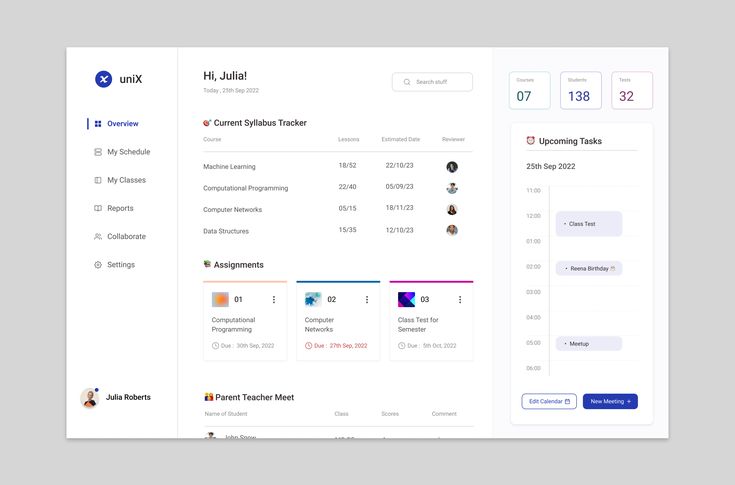 uniX
Overview
My Schedule
My Classes
Reports
Collaborate
Settings
Julia Roberts
Hi, Julia!
Today , 25th Sep 2022
Search stuff
Current Syllabus Tracker
Course Lessons Estimated Date Reviewer
Machine Learning 18/52 22/10/23
Computational Programming 22/40 05/09/23
Computer Networks 05/15 18/11/23
Data Structures 15/35 12/10/23
Assignments
01
Computational
Programming
Due : 30th Sep, 2022
02
Computer
Networks
Due : 27th Sep, 2022
03
Class Test for
Semester
Due : 5th Oct, 2022
Parent Teacher Meet
Name of Student Class Scores Comment
John Snow
Courses
07
Students
138
Tests
32
Upcoming Tasks
25th Sep 2022
11:00
12:00
Class Test
01:00
02:00
Reena Birthday
03:00
04:00
05:00
Meetup
06:00
Edit Calendar
New Meeting +